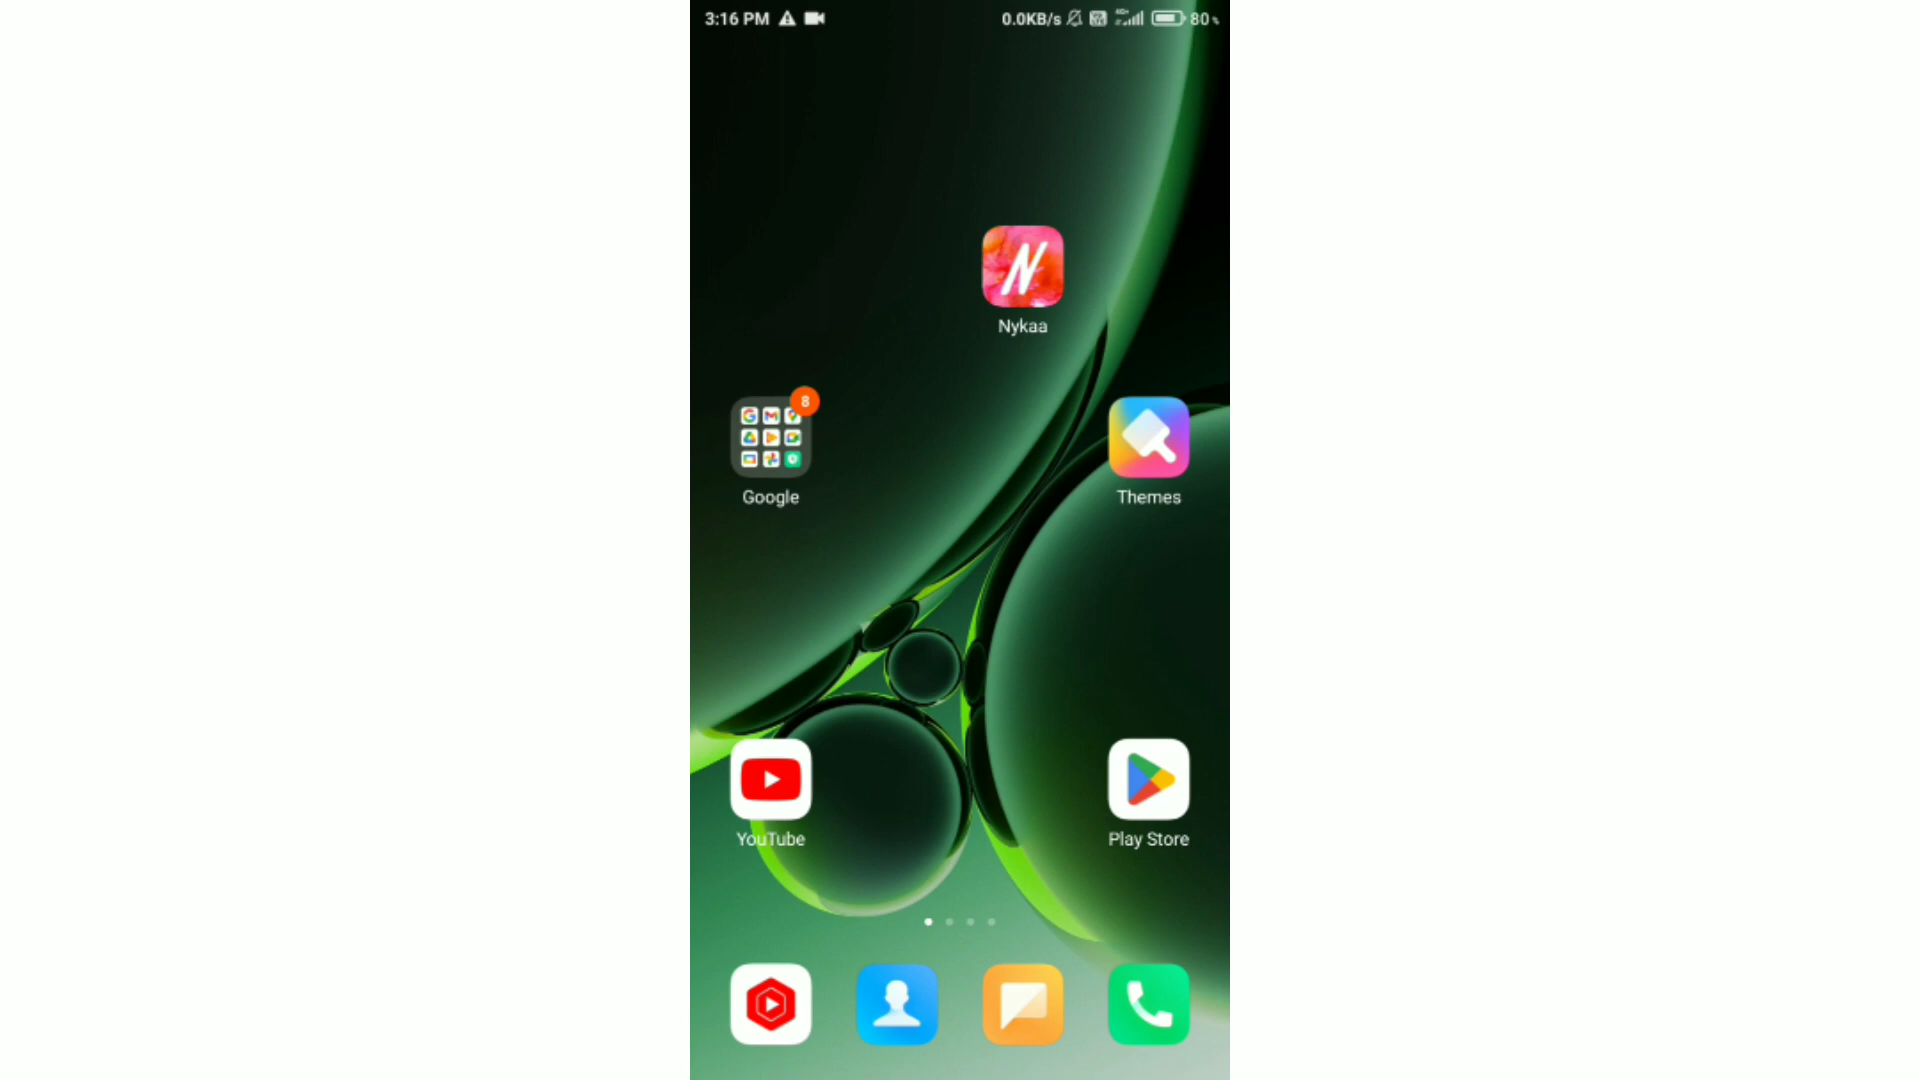 3:16 PM 0.0KB/s 80
Nykaa
8
Google
Themes
YouTube
Play Store